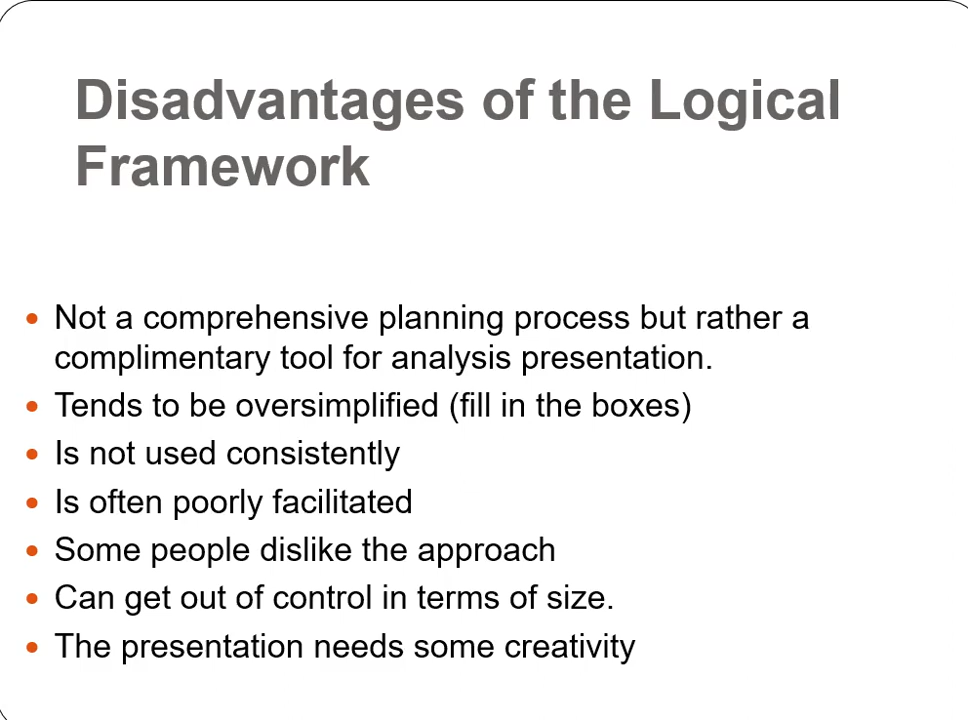 Disadvantages of the Logical
Framework
• Not a comprehensive planning process but rather a
complimentary tool for analysis presentation.
• Tends to be oversimplified (fill in the boxes)
• Is not used consistently
• Is often poorly facilitated
• Some people dislike the approach
• Can get out of control in terms of size.
• The presentation needs some creativity